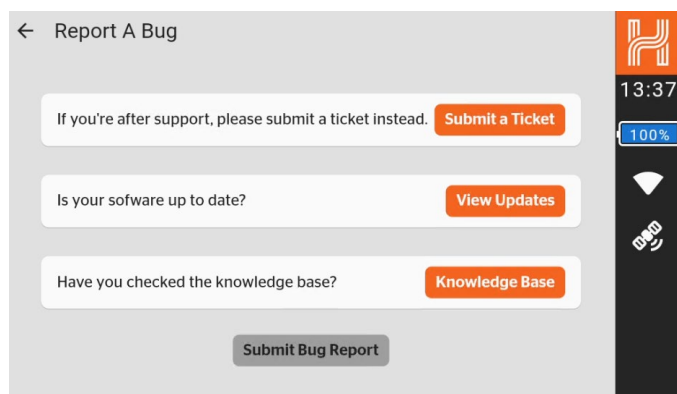 Report A Bug
13:37
100%
If you're after support, please submit a ticket instead. Submit a Ticket
Is your sofware up to date? View Updates
Have you checked the knowledge base? Knowledge Base
Submit Bug Report